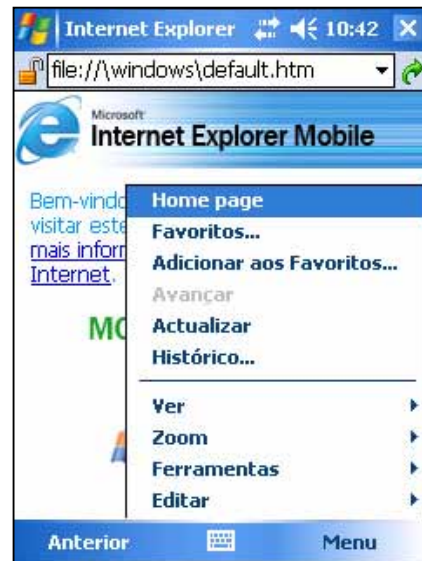 Internet Explorer 10:42
file://\windows\default.htm
Microsoft
Internet Explorer Mobile
Bem-vindo
visitar este
mais inform
Internet.
MO
Home page
Favoritos...
Adicionar aos Favoritos...
Avançar
Actualizar
Histórico...
Ver
Zoom
Ferramentas
Editar
Anterior Menu